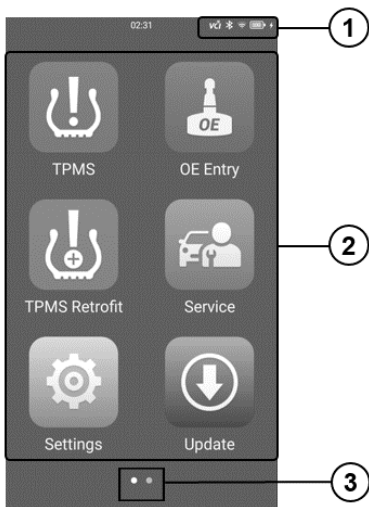 02:31 VCI 1
TPMS OE OE Entry
2
TPMS Retrofit Service
Settings Update
3